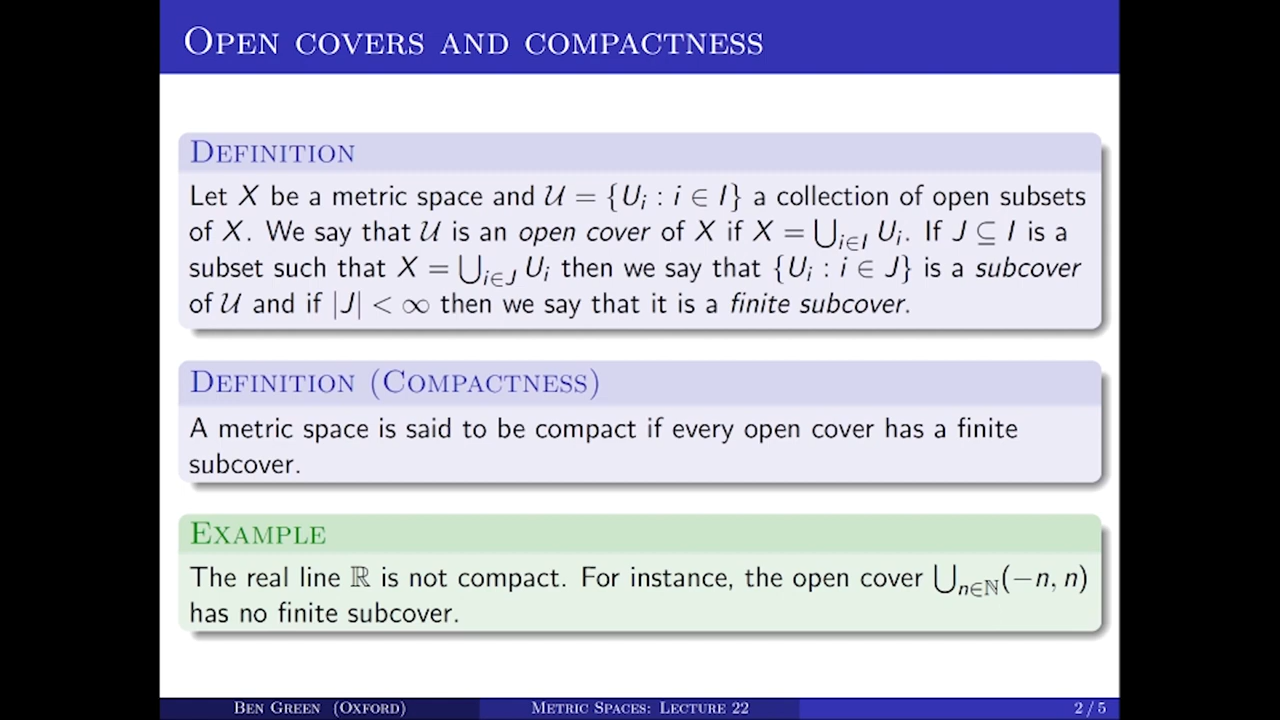 OPEN COVERS AND COMPACTNESS
DEFINITION
Let X be a metric space and 𝒰 = {U_i : i ∈ I} a collection of open subsets
of X. We say that 𝒰 is an open cover of X if X = ⋃_{i∈I} U_i. If J ⊆ I is a
subset such that X = ⋃_{i∈J} U_i then we say that {U_i : i ∈ J} is a subcover
of 𝒰 and if |J| < ∞ then we say that it is a finite subcover.
DEFINITION (COMPACTNESS)
A metric space is said to be compact if every open cover has a finite
subcover.
EXAMPLE
The real line ℝ is not compact. For instance, the open cover ⋃_{n∈ℕ}(−n, n)
has no finite subcover.
BEN GREEN (OXFORD) METRIC SPACES: LECTURE 22 2 / 5